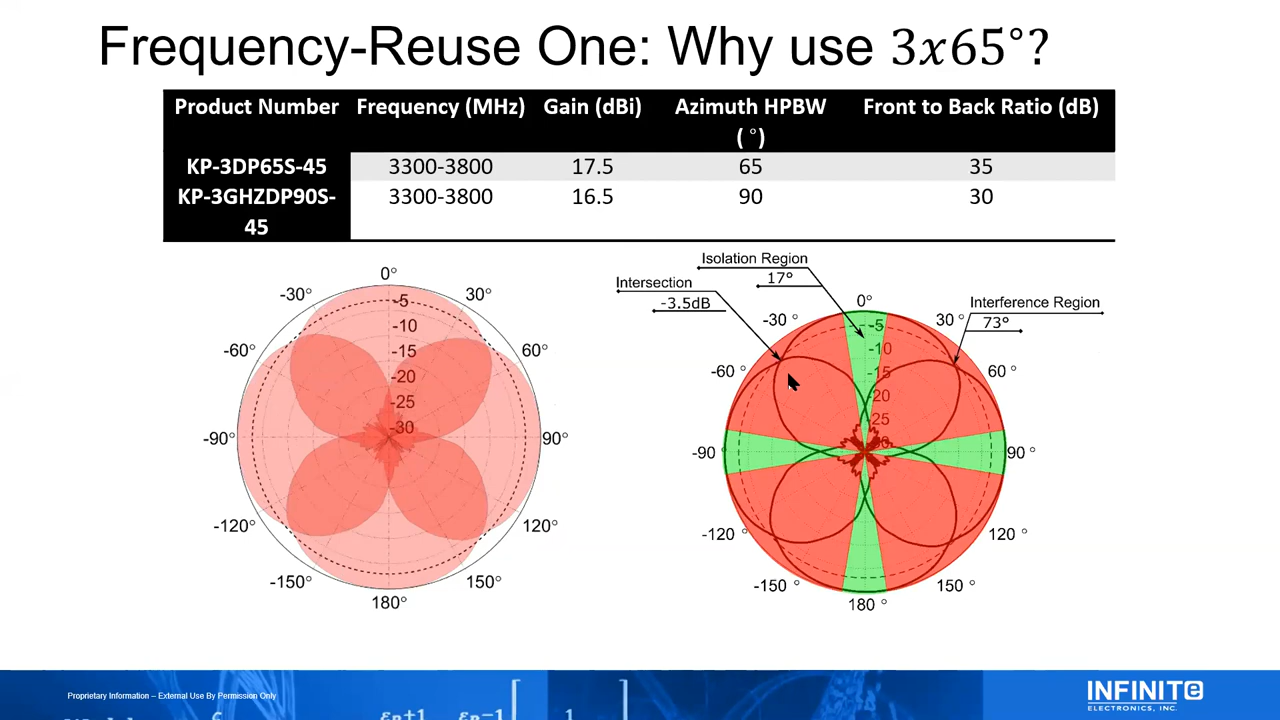 Frequency-Reuse One: Why use 3x65°?
Product Number Frequency (MHz) Gain (dBi) Azimuth HPBW Front to Back Ratio (dB)
(°)
KP-3DP65S-45 3300-3800 17.5 65 35
KP-3GHZDP90S- 3300-3800 16.5 90 30
45
0°
-30° 30°
-5
-10
-60° 60°
-15
-20
-25
-30
-90° 90°
-120° 120°
-150° 150°
180°
Isolation Region
17°
Intersection
-3.5dB
Interference Region
73°
0°
-30 ° 30 °
-5
-10
-60 ° 60 °
-15
-20
25
-90 ° 90 °
-120 ° 120 °
-150 ° 150 °
180 °
Proprietary Information – External Use By Permission Only
INFINITe
ELECTRONICS, INC.